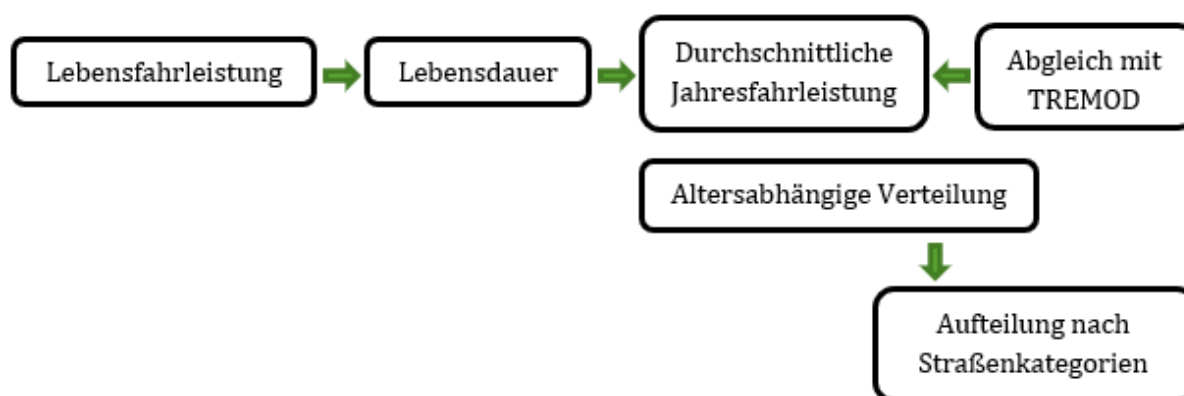 Lebensfahrleistung
Lebensdauer
Durchschnittliche
Jahresfahrleistung
Abgleich mit
TREMOD
Altersabhängige Verteilung
Aufteilung nach
Straßenkategorien